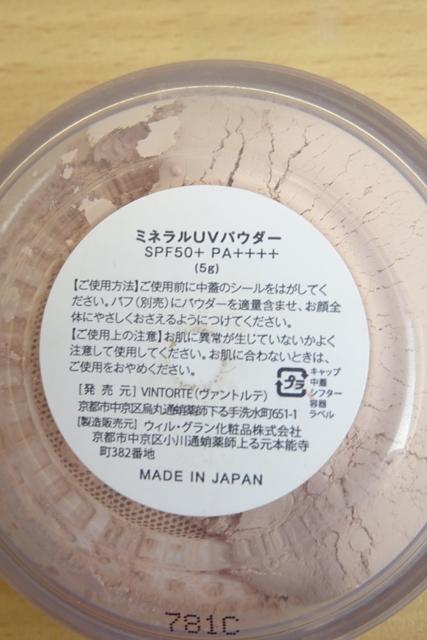 ミネラルUVパウダー
SPF50+ PA++++
(5g)
【ご使用方法】ご使用前に中蓋のシールをはがしてく
ださい。パフ(別売)にパウダーを適量含ませ、お顔全
体にやさしくおさえるようにつけてください。
【ご使用上の注意】お肌に異常が生じていないかよく
注意して使用してください。お肌に合わないときは、
ご使用をおやめください。
プラ
キャップ
中蓋
シフター
容器
ラベル
[発売元] VINTORTE(ヴァントルテ)
京都市中京区烏丸通蛸薬師下る手洗水町651-1
[製造販売元] ウィル・グラン化粧品株式会社
京都市中京区小川通蛸薬師上る元本能寺
町382番地
MADE IN JAPAN
781C